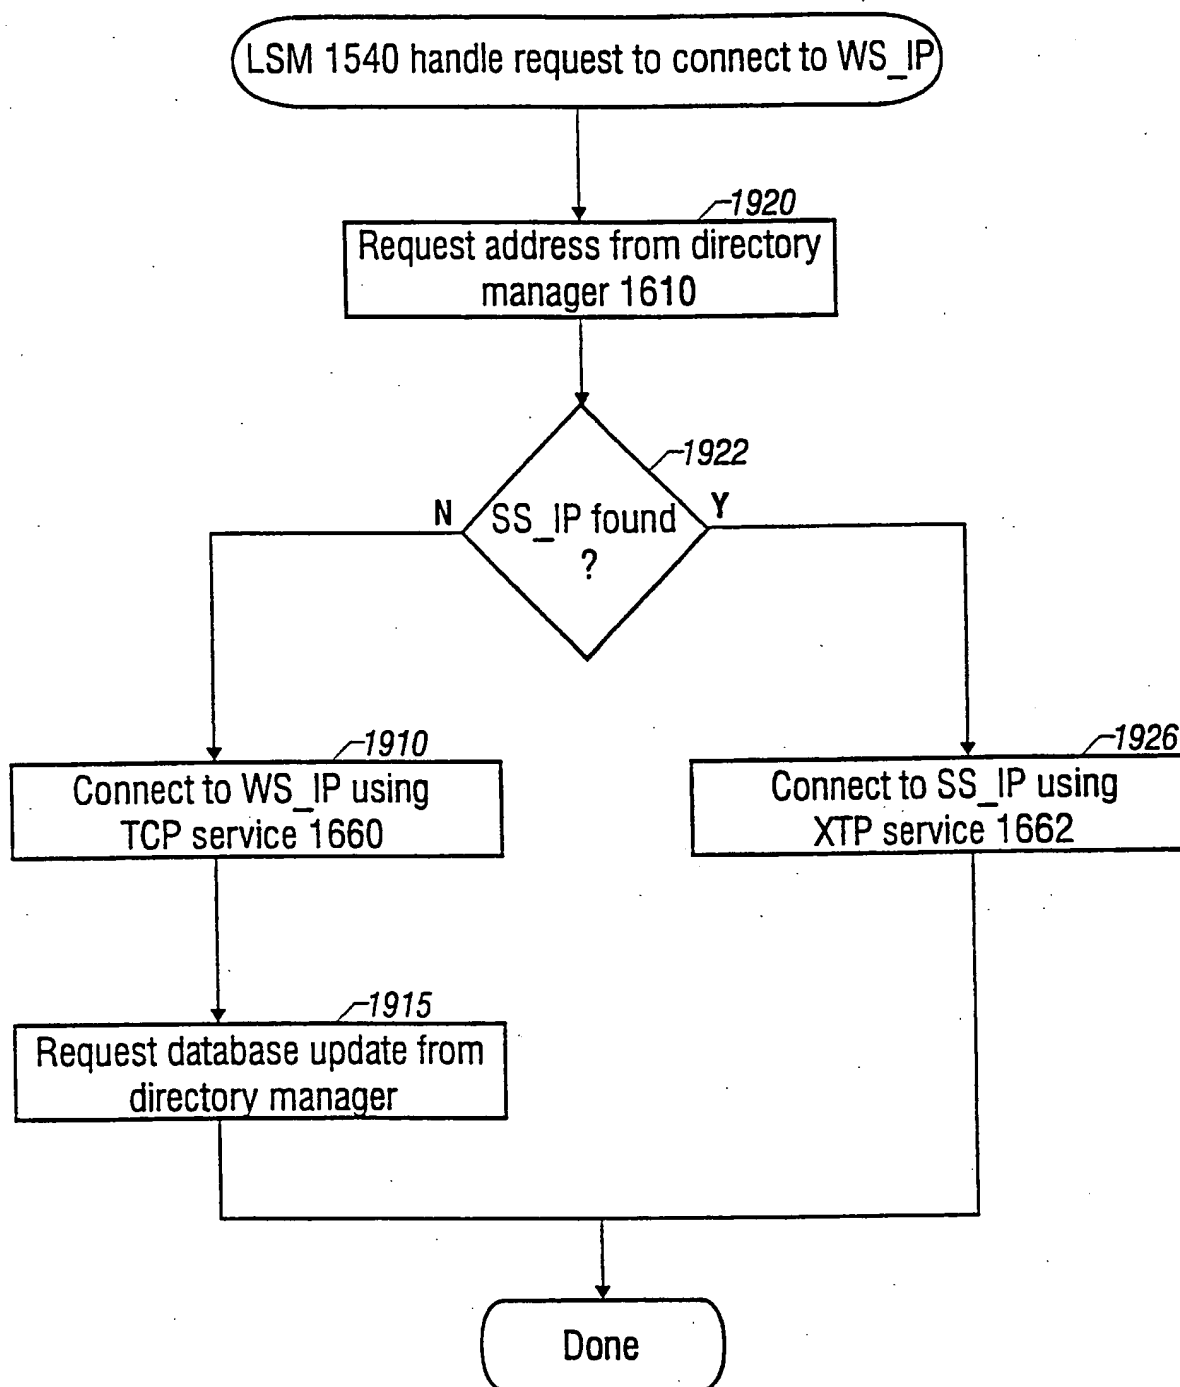 LSM 1540 handle request to connect to WS_IP
1920
Request address from directory
manager 1610
1922
N
Y
SS_IP found
?
1910
Connect to WS_IP using
TCP service 1660
1926
Connect to SS_IP using
XTP service 1662
1915
Request database update from
directory manager
Done